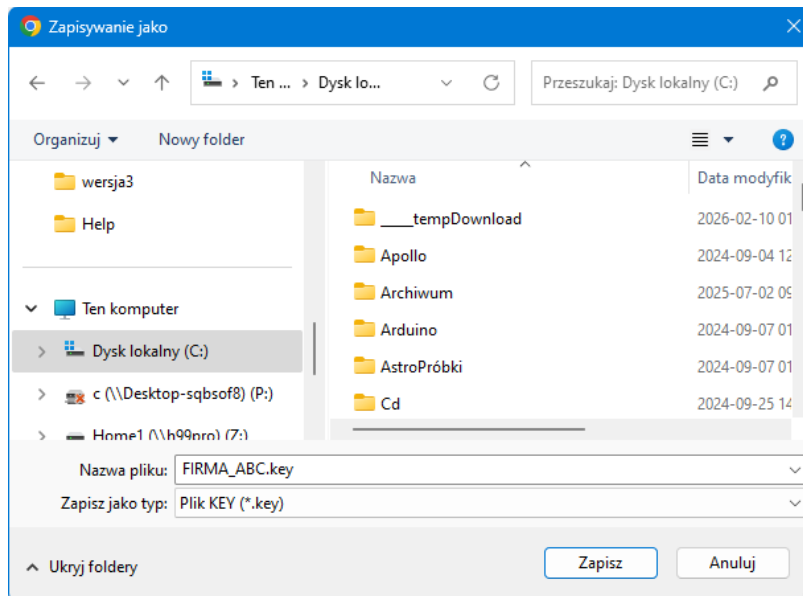 Zapisywanie jako
Ten ... > Dysk lo...
Przeszukaj: Dysk lokalny (C:)
Organizuj
Nowy folder
?
wersja3
Help
Ten komputer
Dysk lokalny (C:)
c (\\Desktop-sqbsof8) (P:)
Home1 (\\h99pro) (Z:)
Nazwa
Data modyfik
____tempDownload
2026-02-10 01
Apollo
2024-09-04 12
Archiwum
2025-07-02 09
Arduino
2024-09-07 01
AstroPróbki
2024-09-07 01
Cd
2024-09-25 14
Nazwa pliku: FIRMA_ABC.key
Zapisz jako typ: Plik KEY (*.key)
Ukryj foldery
Zapisz
Anuluj